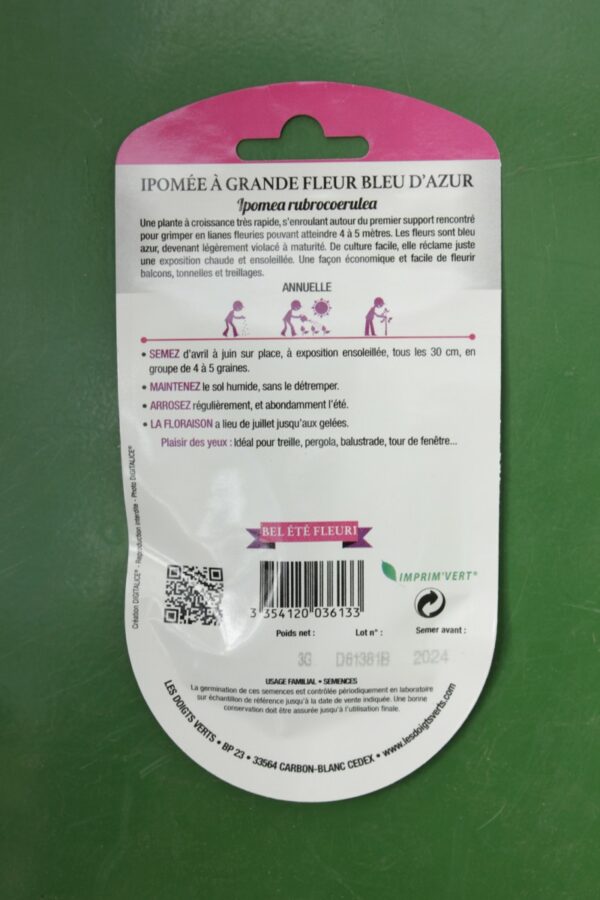 IPOMÉE À GRANDE FLEUR BLEU D'AZUR
Ipomea rubrocoerulea
Une plante à croissance très rapide, s'enroulant autour du premier support rencontré
pour grimper en lianes fleuries pouvant atteindre 4 à 5 mètres. Les fleurs sont bleu
azur, devenant légèrement violacé à maturité. De culture facile, elle réclame juste
une exposition chaude et ensoleillée. Une façon économique et facile de fleurir
balcons, tonnelles et treillages.
ANNUELLE
• SEMEZ d'avril à juin sur place, à exposition ensoleillée, tous les 30 cm, en
groupe de 4 à 5 graines.
• MAINTENEZ le sol humide, sans le détremper.
• ARROSEZ régulièrement, et abondamment l'été.
• LA FLORAISON a lieu de juillet jusqu'aux gelées.
Plaisir des yeux : Idéal pour treille, pergola, balustrade, tour de fenêtre...
Création DIGITALICE® - Reproduction interdite - Photo DIGITALICE®
BEL ÉTÉ FLEURI
IMPRIM'VERT®
3 354120 036133
Poids net : Lot n° : Semer avant :
3G D81381B 2024
USAGE FAMILIAL • SEMENCES
La germination de ces semences est contrôlée périodiquement en laboratoire
sur échantillon de référence jusqu'à la date de vente indiquée. Une bonne
conservation doit être assurée jusqu'à l'utilisation finale.
LES DOIGTS VERTS • BP 23 • 33564 CARBON-BLANC CEDEX • www.lesdoigtsverts.com